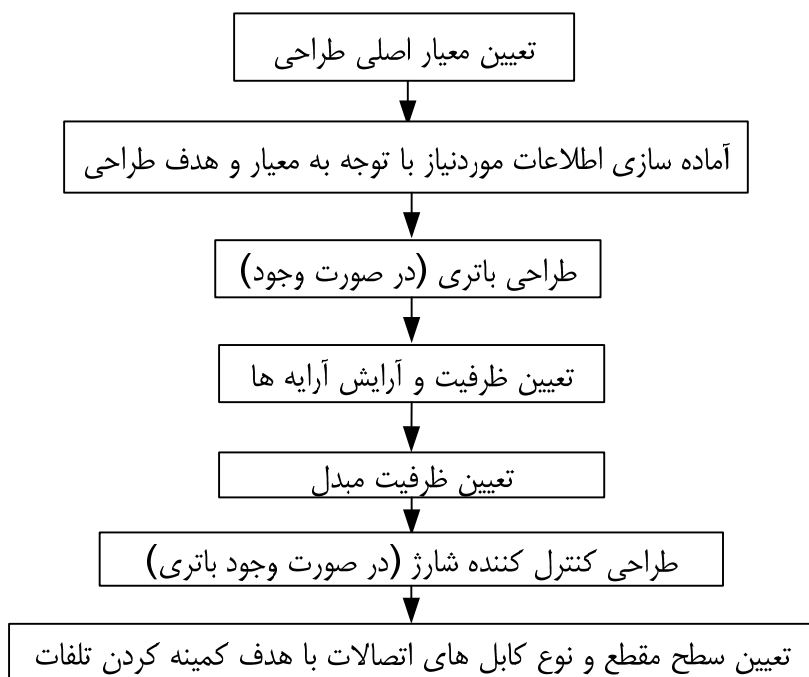 تعیین معیار اصلی طراحی
آماده سازی اطلاعات موردنیاز با توجه به معیار و هدف طراحی
طراحی باتری (در صورت وجود)
تعیین ظرفیت و آرایش آرایه ها
تعیین ظرفیت مبدل
طراحی کنترل کننده شارژ (در صورت وجود باتری)
تعیین سطح مقطع و نوع کابل های اتصالات با هدف کمینه کردن تلفات